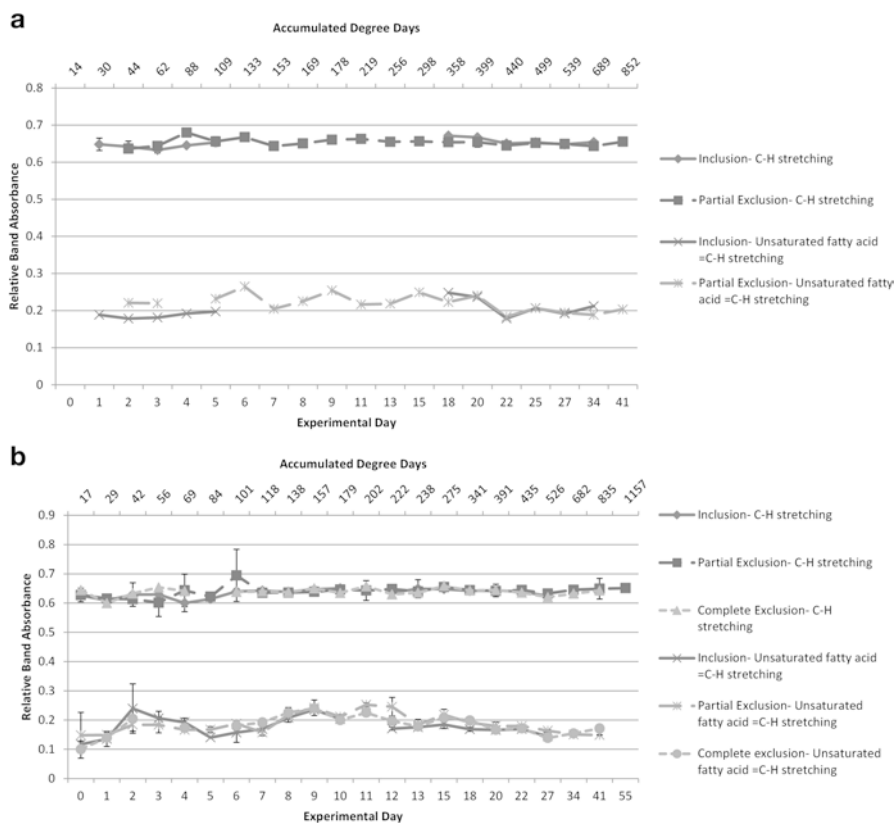 a
Accumulated Degree Days
14 30 44 62 88 109 133 153 169 178 219 256 298 358 399 440 499 539 689 852
0.8
0.7
0.6
0.5
0.4
0.3
0.2
0.1
0
Relative Band Absorbance
0 1 2 3 4 5 6 7 8 9 11 13 15 18 20 22 25 27 34 41
Experimental Day
Inclusion- C-H stretching
Partial Exclusion- C-H stretching
Inclusion- Unsaturated fatty acid
=C-H stretching
Partial Exclusion- Unsaturated fatty
acid =C-H stretching
b
Accumulated Degree Days
17 29 42 56 69 84 101 118 138 157 179 202 222 238 275 341 391 435 526 682 835 1157
0.9
0.8
0.7
0.6
0.5
0.4
0.3
0.2
0.1
0
Relative Band Absorbance
0 1 2 3 4 5 6 7 8 9 10 11 12 13 15 18 20 22 27 34 41 55
Experimental Day
Inclusion- C-H stretching
Partial Exclusion- C-H stretching
Complete Exclusion- C-H
stretching
Inclusion- Unsaturated fatty acid
=C-H stretching
Partial Exclusion- Unsaturated
fatty acid =C-H stretching
Complete exclusion- Unsaturated
fatty acid =C-H stretching